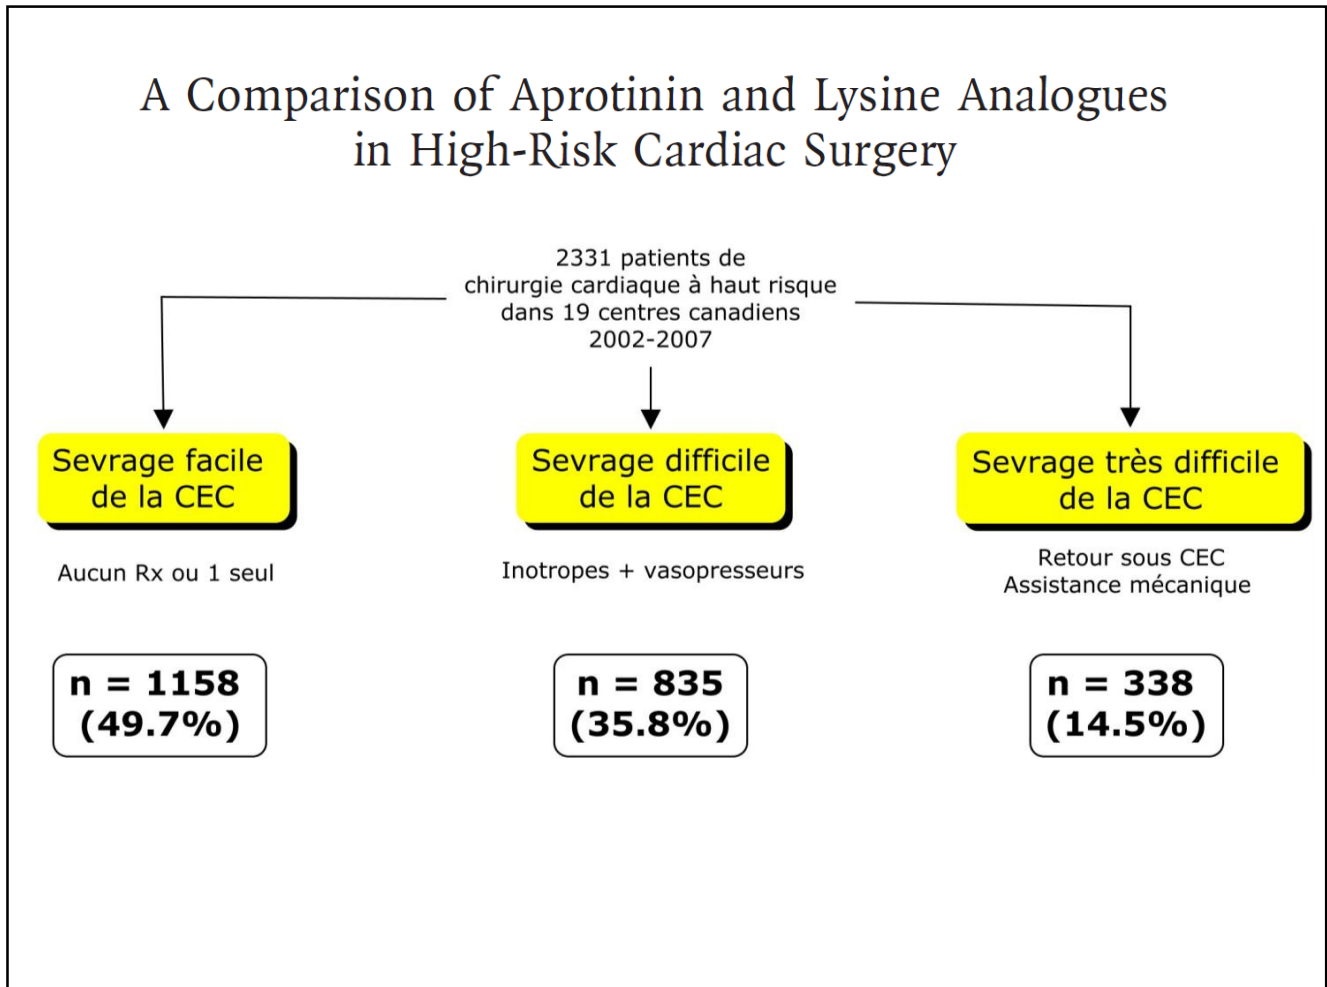 A Comparison of Aprotinin and Lysine Analogues
in High-Risk Cardiac Surgery
2331 patients de
chirurgie cardiaque à haut risque
dans 19 centres canadiens
2002-2007
Sevrage facile
de la CEC
Aucun Rx ou 1 seul
n = 1158
(49.7%)
Sevrage difficile
de la CEC
Inotropes + vasopresseurs
n = 835
(35.8%)
Sevrage très difficile
de la CEC
Retour sous CEC
Assistance mécanique
n = 338
(14.5%)